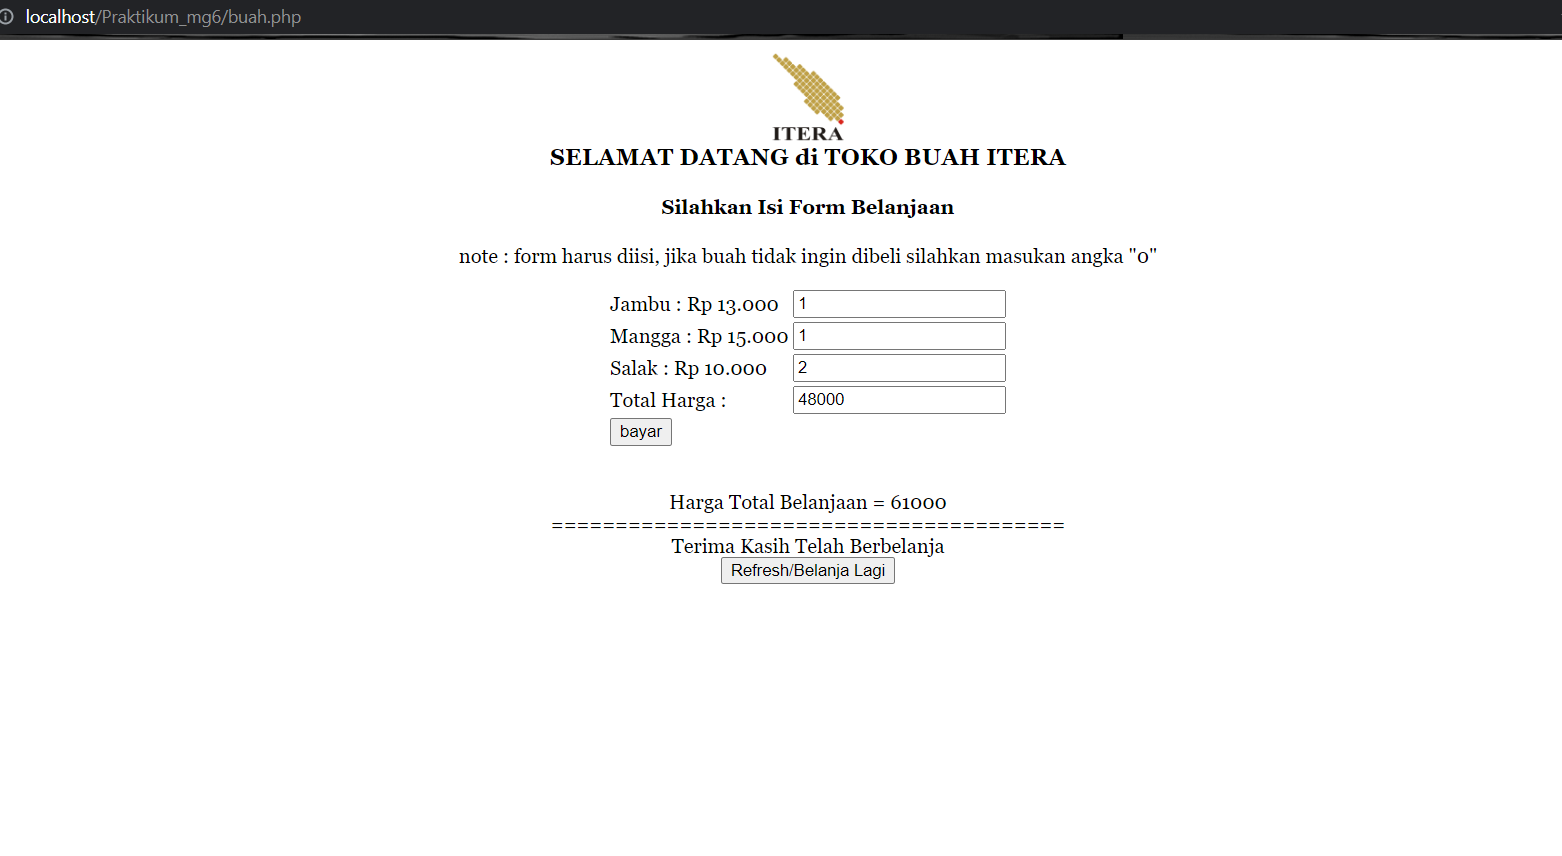 localhost/Praktikum_mg6/buah.php
ITERA
SELAMAT DATANG di TOKO BUAH ITERA
Silahkan Isi Form Belanjaan
note : form harus diisi, jika buah tidak ingin dibeli silahkan masukan angka "0"
Jambu : Rp 13.000 1
Mangga : Rp 15.000 1
Salak : Rp 10.000 2
Total Harga : 48000
bayar
Harga Total Belanjaan = 61000
========================================
Terima Kasih Telah Berbelanja
Refresh/Belanja Lagi